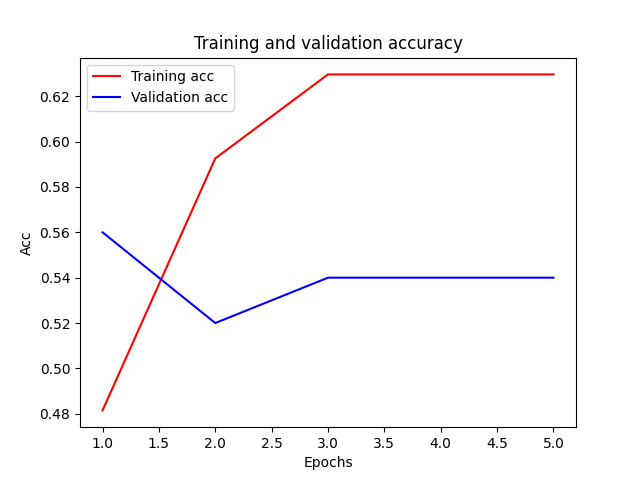 Training and validation accuracy
Training acc
Validation acc
0.62
0.60
0.58
0.56
0.54
0.52
0.50
0.48
Acc
1.0 1.5 2.0 2.5 3.0 3.5 4.0 4.5 5.0
Epochs